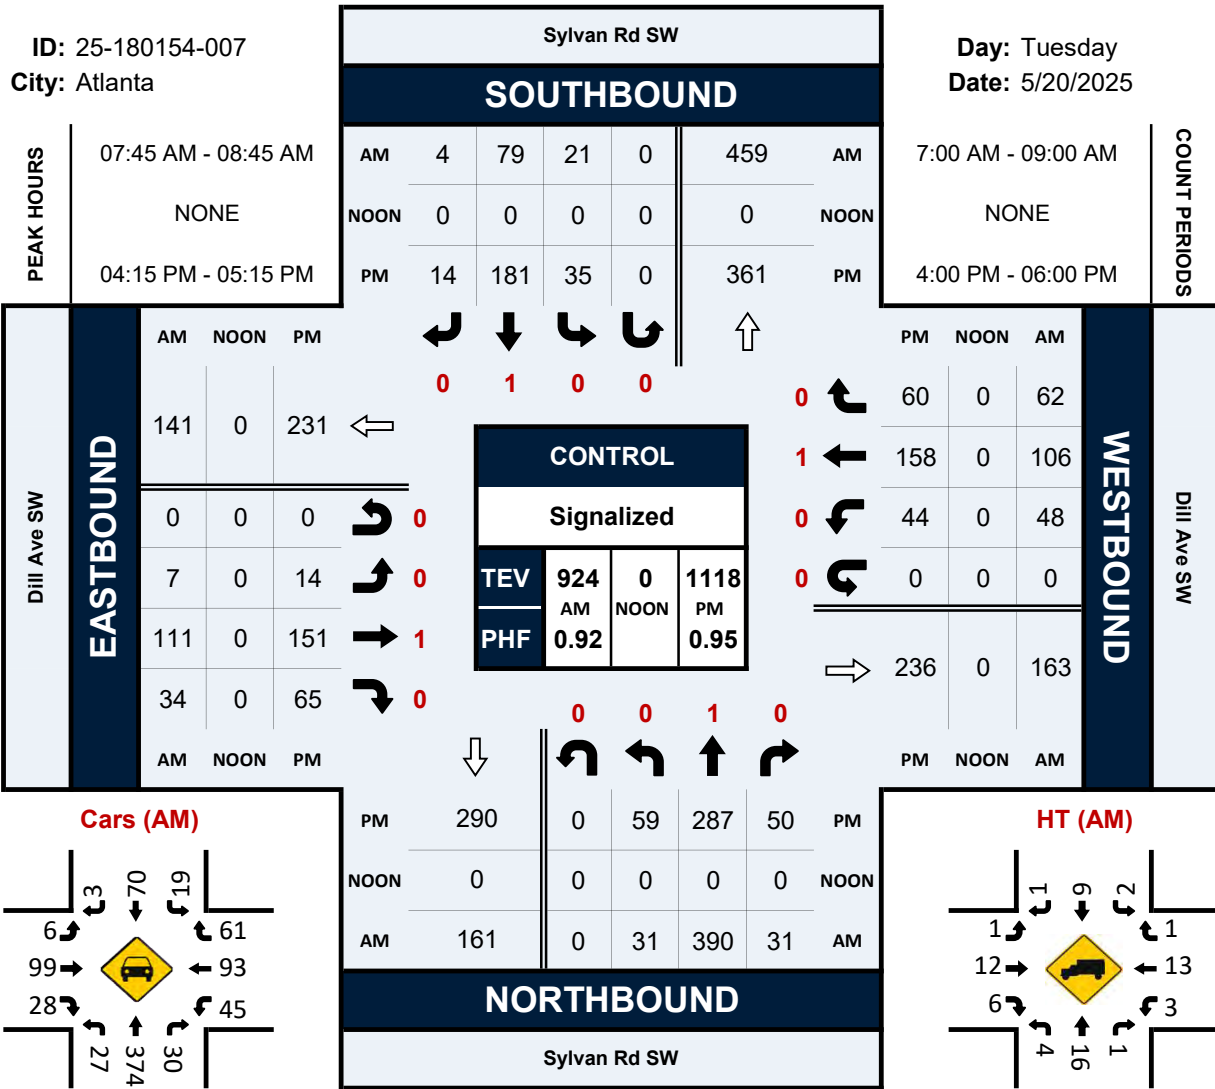 Sylvan Rd SW
ID: 25-180154-007
Day: Tuesday
City: Atlanta
Date: 5/20/2025
SOUTHBOUND
PEAK HOURS
07:45 AM - 08:45 AM
AM 4 79 21 0 459 AM
7:00 AM - 09:00 AM
COUNT PERIODS
NONE
NOON 0 0 0 0 0 NOON
NONE
04:15 PM - 05:15 PM
PM 14 181 35 0 361 PM
4:00 PM - 06:00 PM
AM NOON PM
PM NOON AM
0 1 0 0
Dill Ave SW
EASTBOUND
141 0 231
0 0 0 0
7 0 14 0
111 0 151 1
34 0 65 0
AM NOON PM
CONTROL
Signalized
TEV 924 0 1118
AM NOON PM
PHF 0.92 0.95
0 60 0 62
1 158 0 106
0 44 0 48
0 0 0 0
236 0 163
PM NOON AM
WESTBOUND
Dill Ave SW
0 0 1 0
PM 290 0 59 287 50 PM
NOON 0 0 0 0 0 NOON
AM 161 0 31 390 31 AM
NORTHBOUND
Sylvan Rd SW
Cars (AM)
3 70 19
6 61
99 93
28 45
27 374 30
HT (AM)
1 9 2
1 1
12 13
6 3
4 16 1